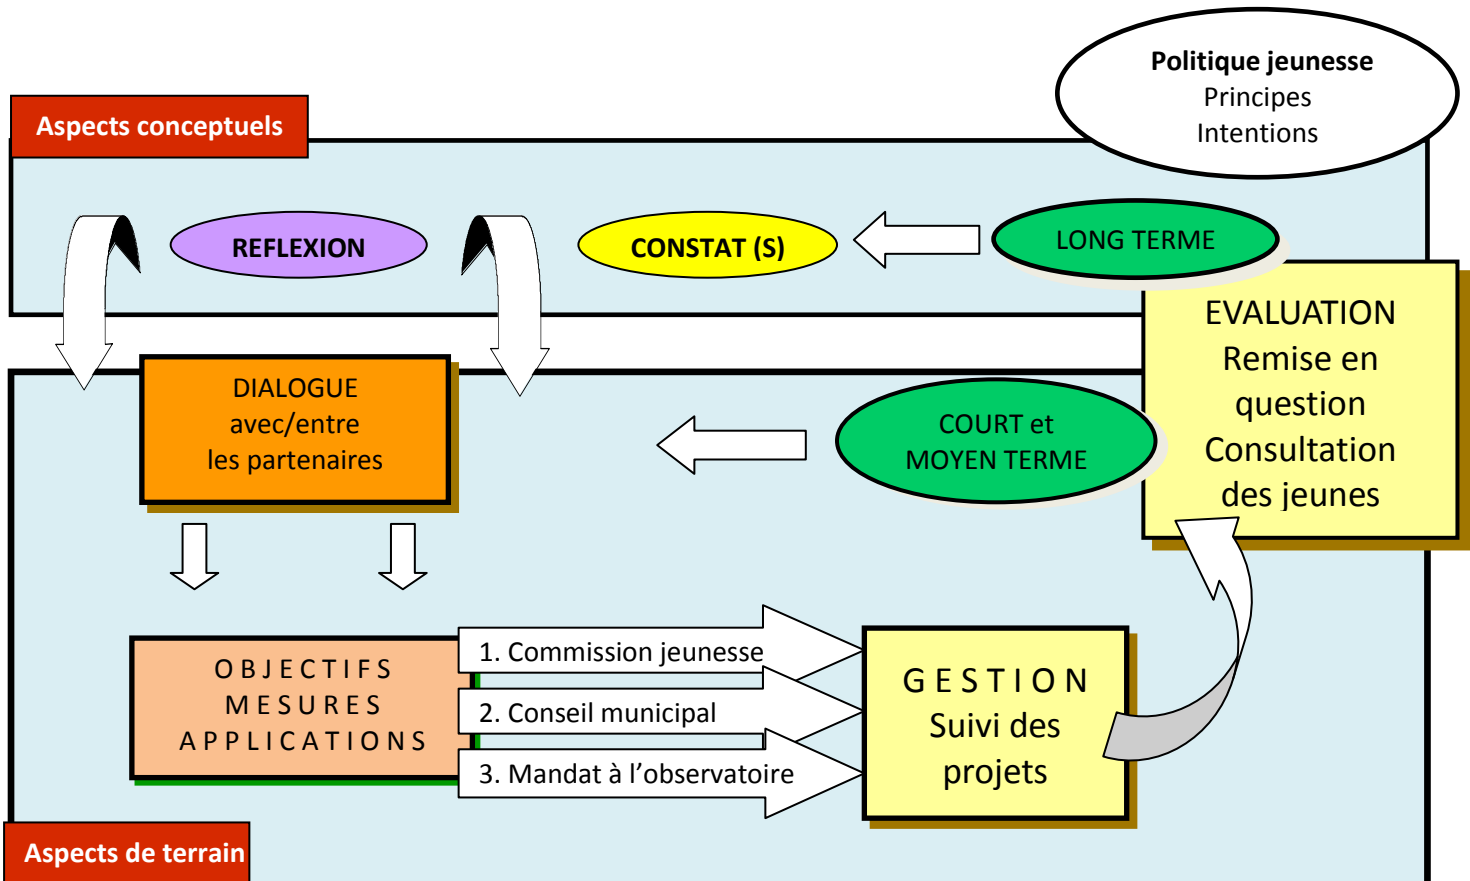 Politique jeunesse
Principes
Intentions
Aspects conceptuels
REFLEXION
CONSTAT (S)
LONG TERME
EVALUATION
Remise en
question
Consultation
des jeunes
DIALOGUE
avec/entre
les partenaires
COURT et
MOYEN TERME
OBJECTIFS
MESURES
APPLICATIONS
1. Commission jeunesse
2. Conseil municipal
3. Mandat à l’observatoire
GESTION
Suivi des
projets
Aspects de terrain